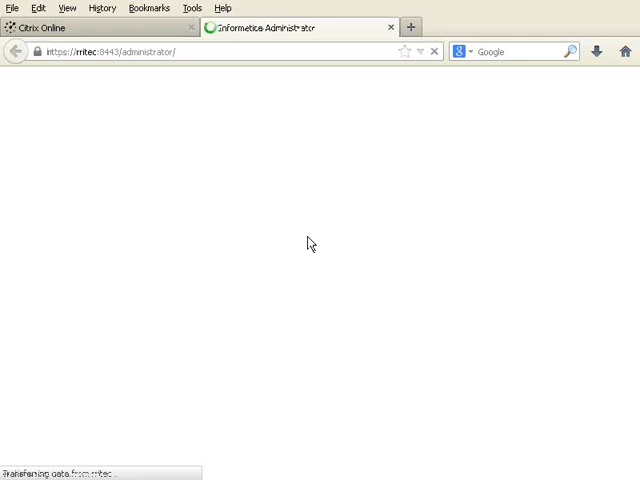 File Edit View History Bookmarks Tools Help
Citrix Online Informatica Administrator
https://rritec:8443/administrator/ Google
Transferring data from rritec...